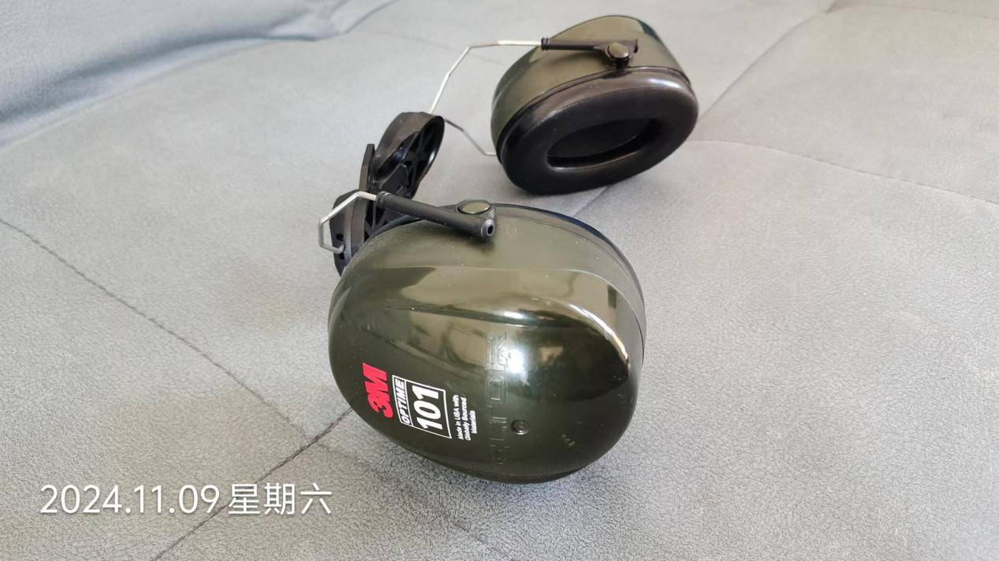 3M
OPTIME
101
Made in USA with
Globally Sourced
Materials
PELTOR
2024.11.09 星期六